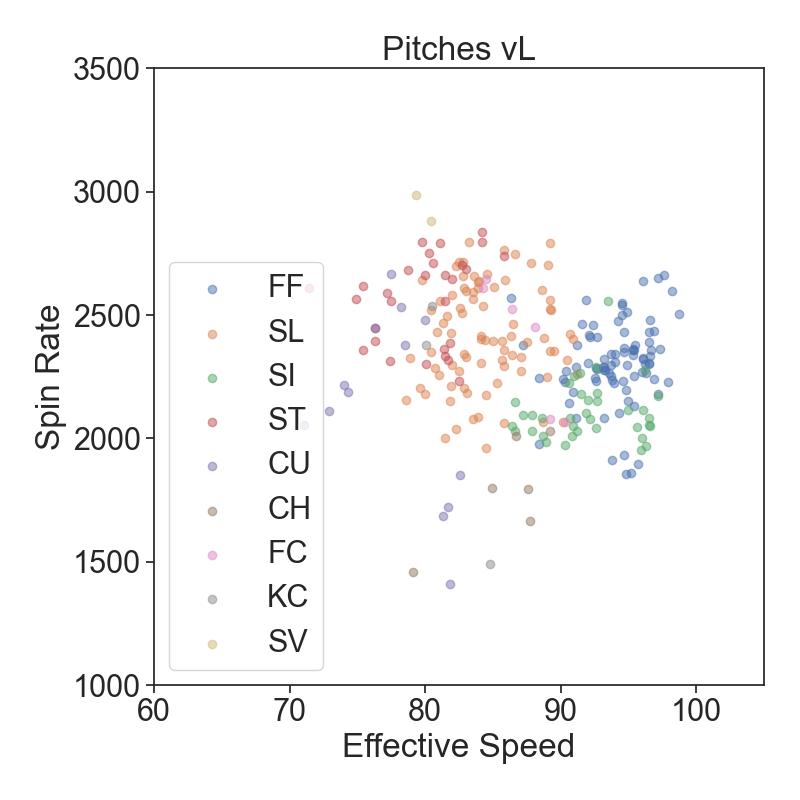 Pitches vL
3500
3000
2500
2000
1500
1000
Spin Rate
FF
SL
SI
ST
CU
CH
FC
KC
SV
60 70 80 90 100
Effective Speed